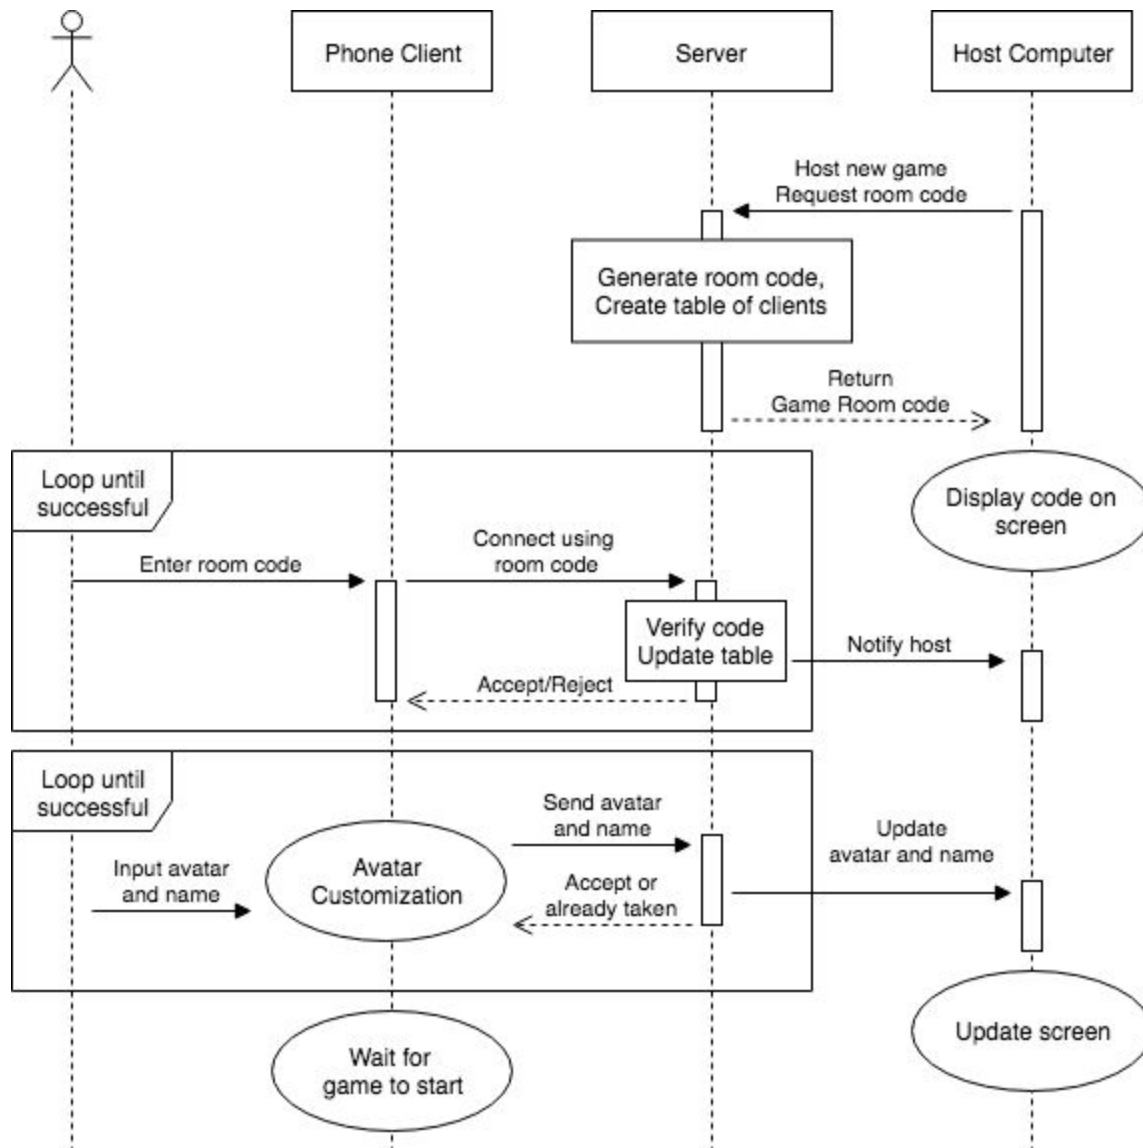 Phone Client
Server
Host Computer
Host new game
Request room code
Generate room code,
Create table of clients
Return
Game Room code
Loop until
successful
Display code on
screen
Enter room code
Connect using
room code
Verify code
Update table
Notify host
Accept/Reject
Loop until
successful
Send avatar
and name
Update
avatar and name
Input avatar
and name
Avatar
Customization
Accept or
already taken
Update screen
Wait for
game to start